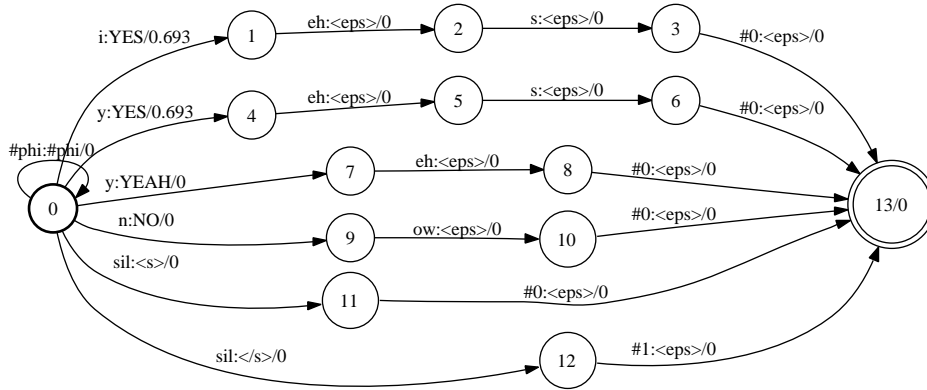 i:YES/0.693
1
eh:<eps>/0
2
s:<eps>/0
3
#0:<eps>/0
y:YES/0.693
4
eh:<eps>/0
5
s:<eps>/0
6
#0:<eps>/0
#phi:#phi/0
0
y:YEAH/0
7
eh:<eps>/0
8
#0:<eps>/0
13/0
n:NO/0
9
ow:<eps>/0
10
#0:<eps>/0
sil:<s>/0
11
#0:<eps>/0
sil:</s>/0
12
#1:<eps>/0